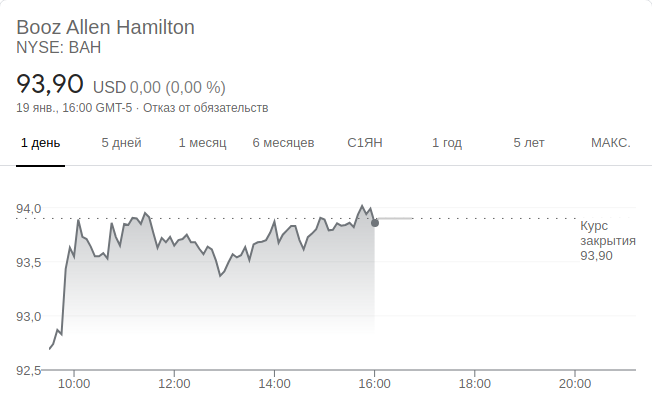 Booz Allen Hamilton
NYSE: BAH
93,90 USD 0,00 (0,00 %)
19 янв., 16:00 GMT-5 · Отказ от обязательств
1 день 5 дней 1 месяц 6 месяцев С1ЯН 1 год 5 лет МАКС.
94,0
Курс
закрытия
93,90
93,5
93,0
92,5
10:00 12:00 14:00 16:00 18:00 20:00